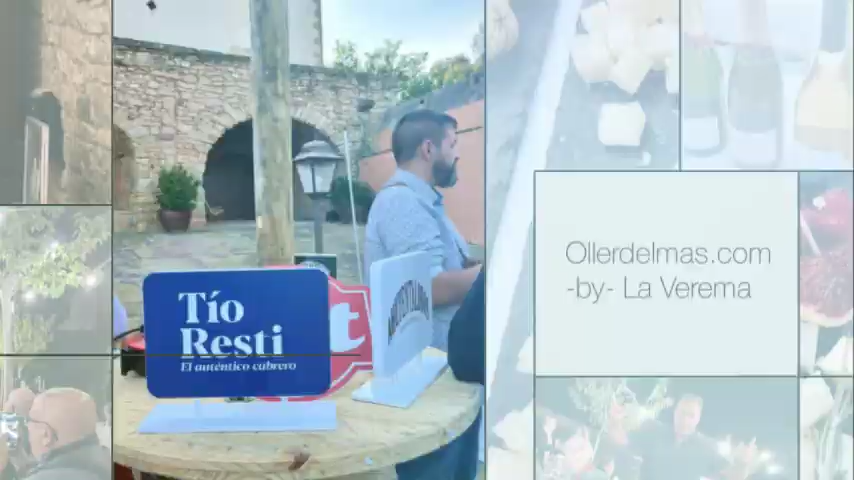 Tío
Resti
El auténtico cabrero
Ollerdelmas.com
-by- La Verema